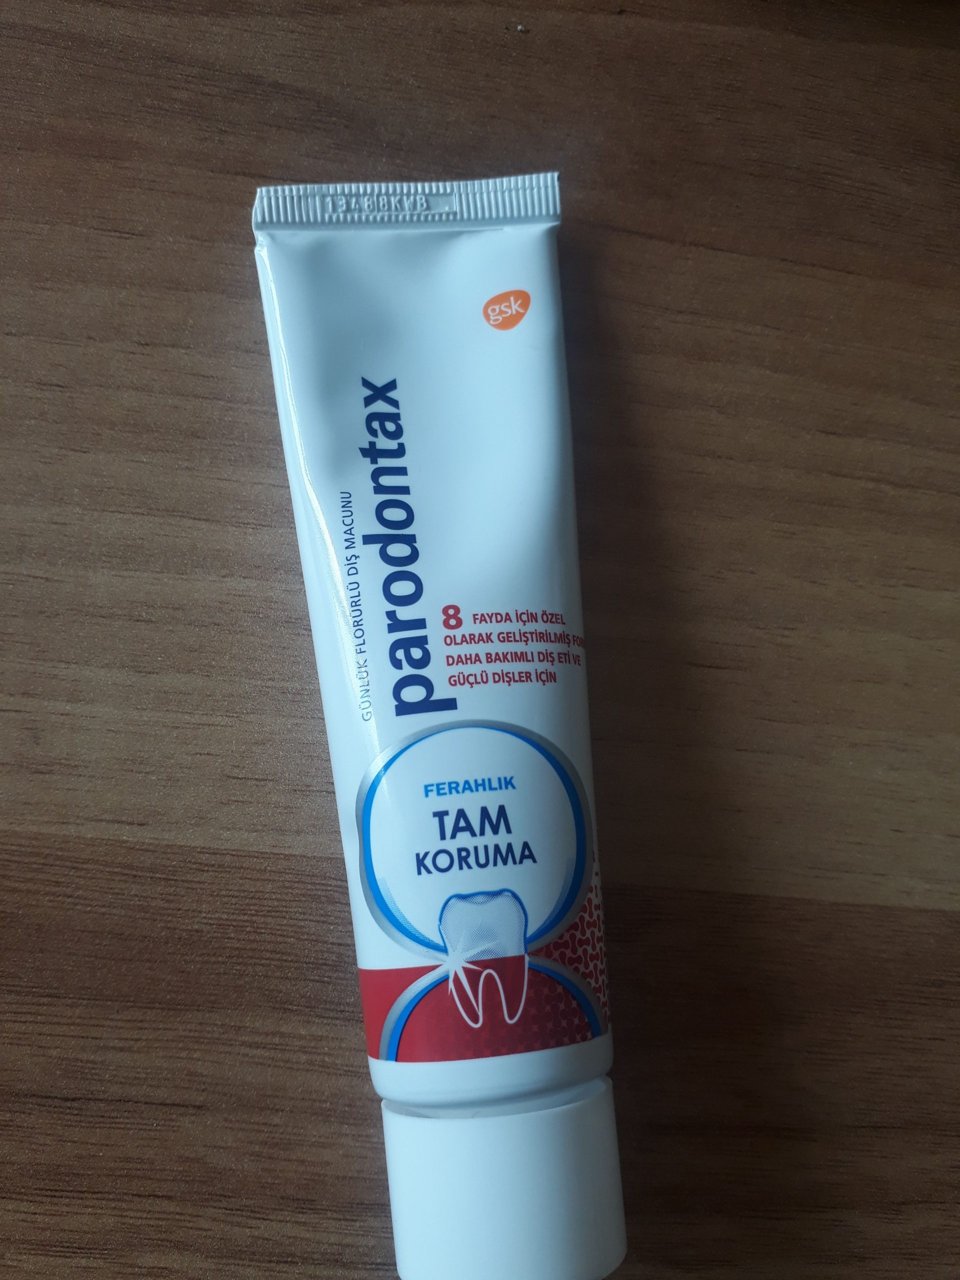 gsk
GÜNLÜK FLORÜRLÜ DİŞ MACUNU
parodontax
8 FAYDA İÇİN ÖZEL
OLARAK GELİŞTİRİLMİŞ
DAHA BAKIMLI DİŞ ETİ VE
GÜÇLÜ DİŞLER İÇİN
FERAHLIK
TAM
KORUMA